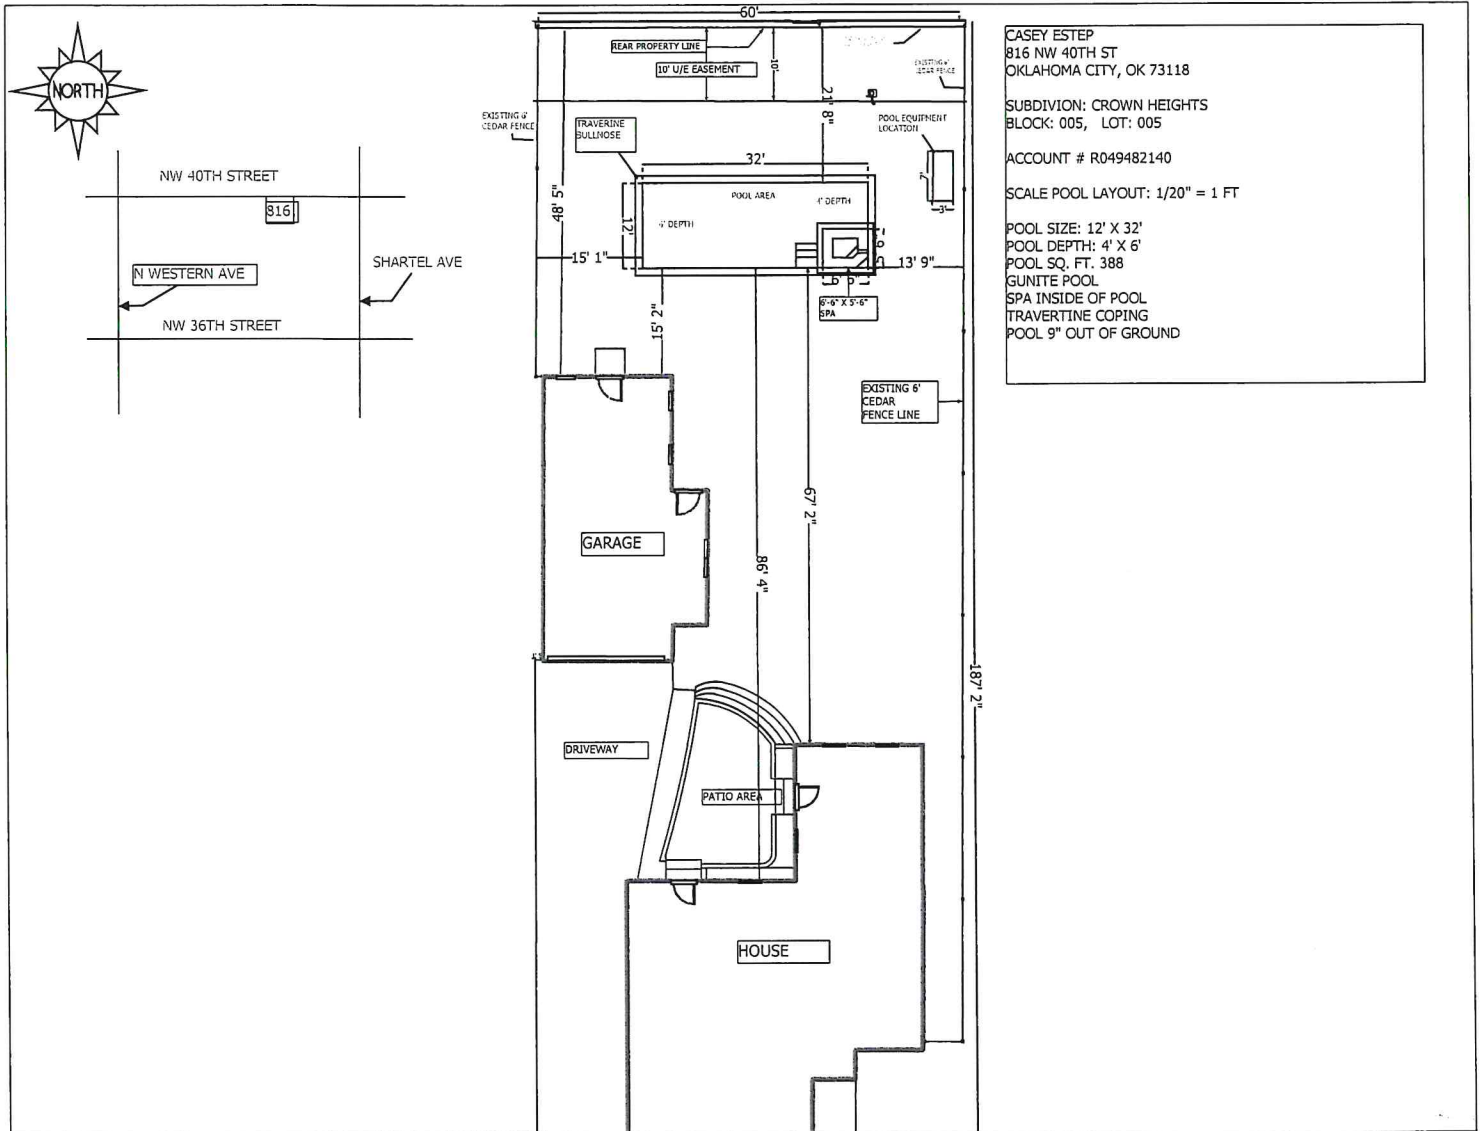 60'
REAR PROPERTY LINE
10' U/E EASEMENT
10'
EXISTING 6'
CEDAR FENCE
NORTH
21' 8"
EXISTING 6'
CEDAR FENCE
TRAVERINE
BULLNOSE
POOL EQUIPMENT
LOCATION
32'
7'
3'
NW 40TH STREET
816
N WESTERN AVE
SHARTEL AVE
NW 36TH STREET
48' 5"
12'
POOL AREA
4' DEPTH
DEPTH
15' 1"
13' 9"
6'-6" X 5'-6"
SPA
15' 2"
EXISTING 6'
CEDAR
FENCE LINE
67' 2"
86' 4"
GARAGE
187' 2"
DRIVEWAY
PATIO AREA
HOUSE
CASEY ESTEP
816 NW 40TH ST
OKLAHOMA CITY, OK 73118
SUBDIVION: CROWN HEIGHTS
BLOCK: 005, LOT: 005
ACCOUNT # R049482140
SCALE POOL LAYOUT: 1/20" = 1 FT
POOL SIZE: 12' X 32'
POOL DEPTH: 4' X 6'
POOL SQ. FT. 388
GUNITE POOL
SPA INSIDE OF POOL
TRAVERTINE COPING
POOL 9" OUT OF GROUND